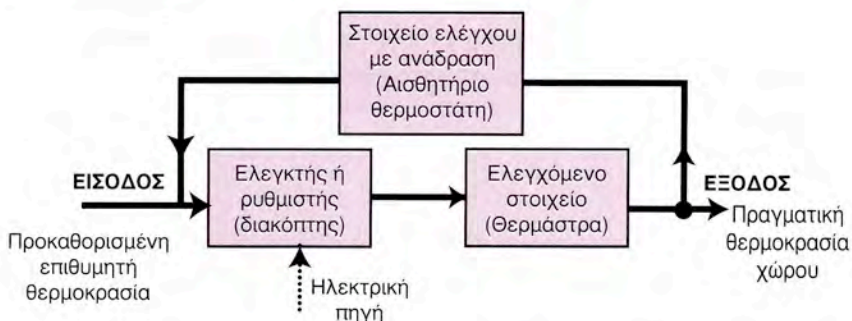 Στοιχείο ελέγχου
με ανάδραση
(Αισθητήριο
θερμοστάτη)
ΕΙΣΟΔΟΣ
Προκαθορισμένη
επιθυμητή
θερμοκρασία
Ελεγκτής ή
ρυθμιστής
(διακόπτης)
Ηλεκτρική
πηγή
Ελεγχόμενο
στοιχείο
(Θερμάστρα)
ΕΞΟΔΟΣ
Πραγματική
θερμοκρασία
χώρου